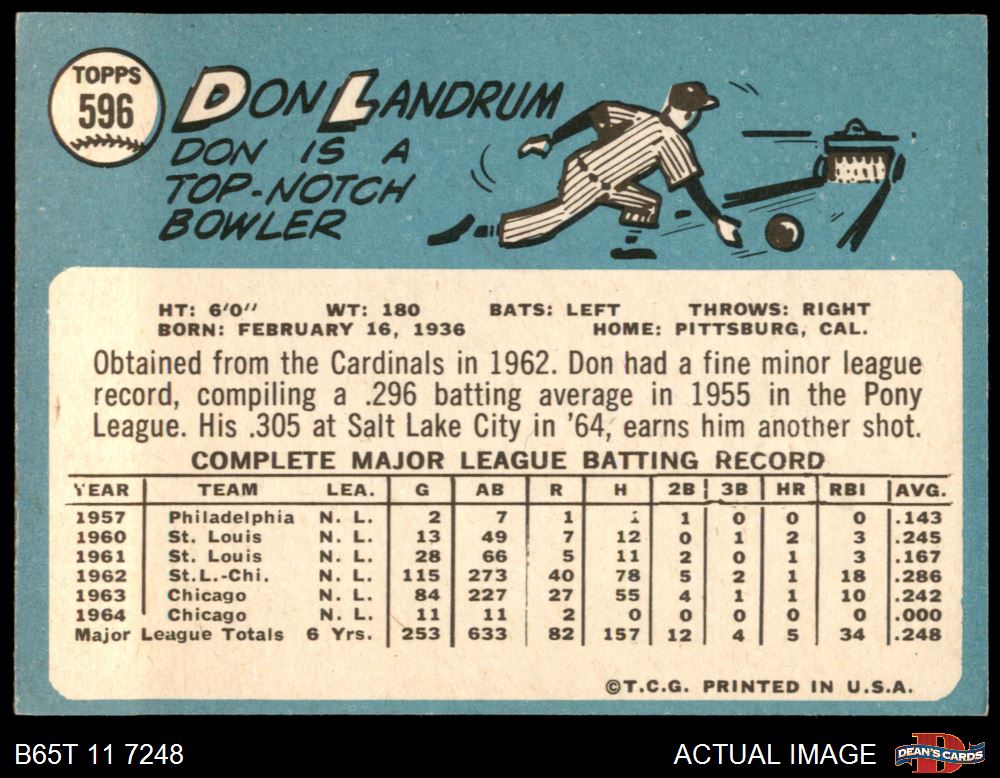 TOPPS
596
DON LANDRUM
DON IS A
TOP-NOTCH
BOWLER
HT: 6'0" WT: 180 BATS: LEFT THROWS: RIGHT
BORN: FEBRUARY 16, 1936 HOME: PITTSBURG, CAL.
Obtained from the Cardinals in 1962. Don had a fine minor league
record, compiling a .296 batting average in 1955 in the Pony
League. His .305 at Salt Lake City in '64, earns him another shot.
COMPLETE MAJOR LEAGUE BATTING RECORD
YEAR TEAM LEA. G AB R H 2B 3B HR RBI AVG.
1957 Philadelphia N. L. 2 7 1 1 1 0 0 0 .143
1960 St. Louis N. L. 13 49 7 12 0 1 2 3 .245
1961 St. Louis N. L. 28 66 5 11 2 0 1 3 .167
1962 St.L.-Chi. N. L. 115 273 40 78 5 2 1 18 .286
1963 Chicago N. L. 84 227 27 55 4 1 1 10 .242
1964 Chicago N. L. 11 11 2 0 0 0 0 0 .000
Major League Totals 6 Yrs. 253 633 82 157 12 4 5 34 .248
©T.C.G. PRINTED IN U.S.A.
B65T 11 7248 ACTUAL IMAGE DEAN'S CARDS